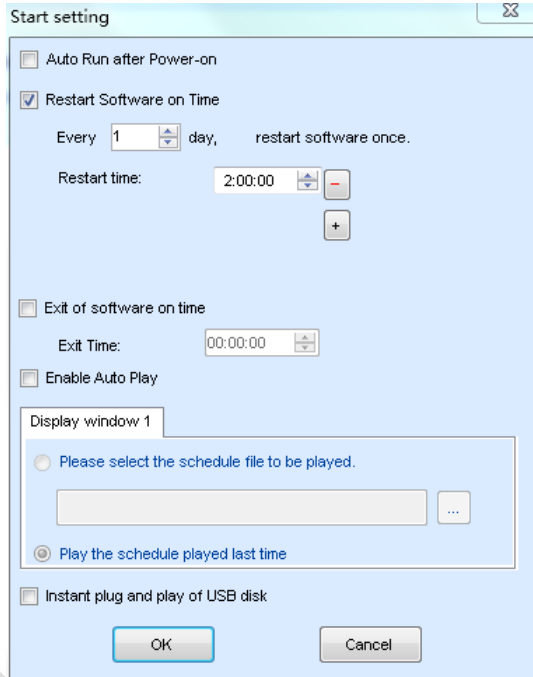 Start setting
Auto Run after Power-on
Restart Software on Time
Every 1 day, restart software once.
Restart time: 2:00:00 -
+
Exit of software on time
Exit Time: 00:00:00
Enable Auto Play
Display window 1
Please select the schedule file to be played.
...
Play the schedule played last time
Instant plug and play of USB disk
OK Cancel